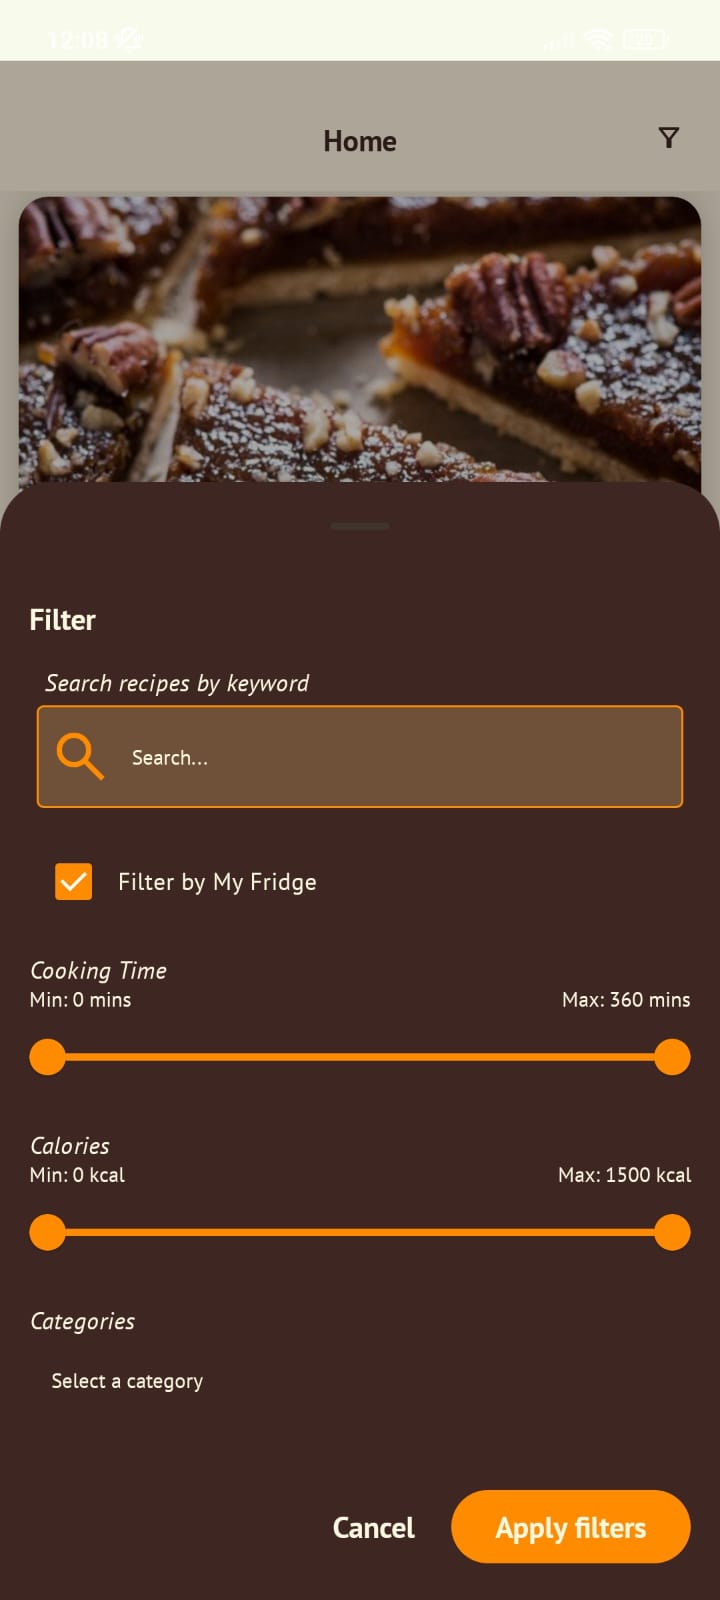 12:08
Home
Filter
Search recipes by keyword
Search...
Filter by My Fridge
Cooking Time
Min: 0 mins
Max: 360 mins
Calories
Min: 0 kcal
Max: 1500 kcal
Categories
Select a category
Cancel
Apply filters